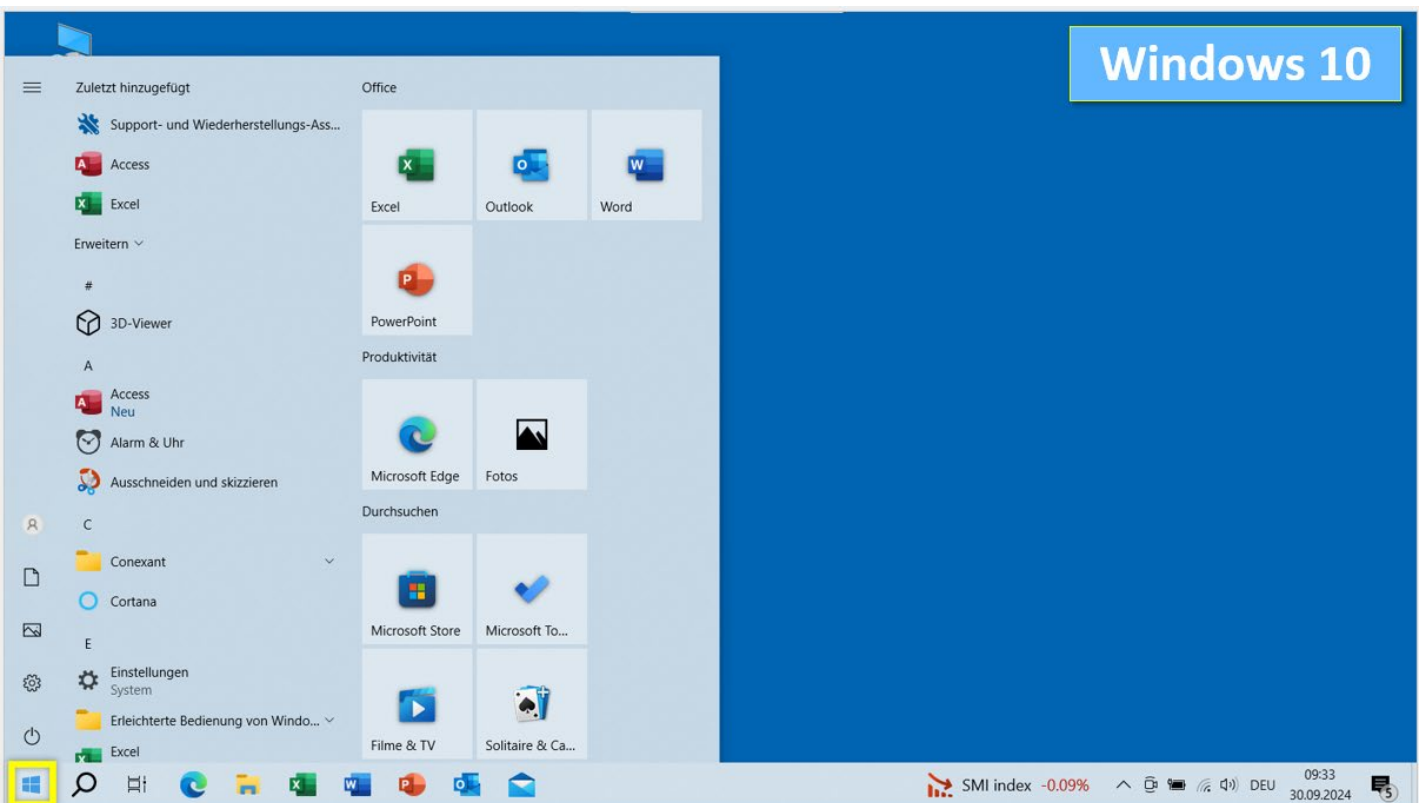 Windows 10
Zuletzt hinzugefügt
Support- und Wiederherstellungs-Ass...
Access
Excel
Erweitern
#
3D-Viewer
A
Access
Neu
Alarm & Uhr
Ausschneiden und skizzieren
C
Conexant
Cortana
E
Einstellungen
System
Erleichterte Bedienung von Windo...
Excel
Office
Excel
Outlook
Word
PowerPoint
Produktivität
Microsoft Edge
Fotos
Durchsuchen
Microsoft Store
Microsoft To...
Filme & TV
Solitaire & Ca...
SMI index -0.09%
DEU
09:33
30.09.2024
5